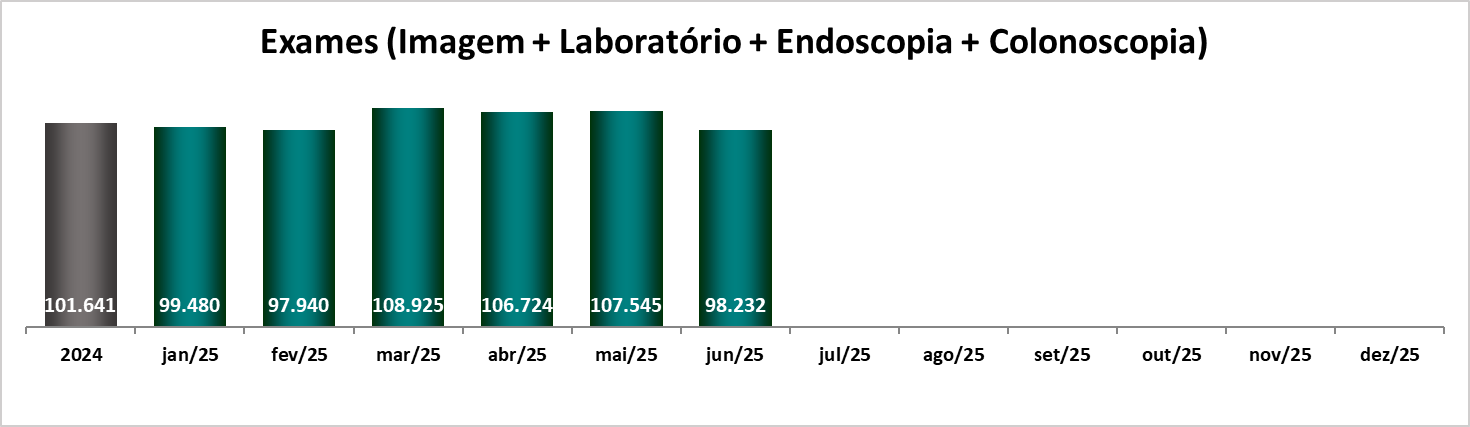 Exames (Imagem + Laboratório + Endoscopia + Colonoscopia)
101.641 99.480 97.940 108.925 106.724 107.545 98.232
2024 jan/25 fev/25 mar/25 abr/25 mai/25 jun/25 jul/25 ago/25 set/25 out/25 nov/25 dez/25